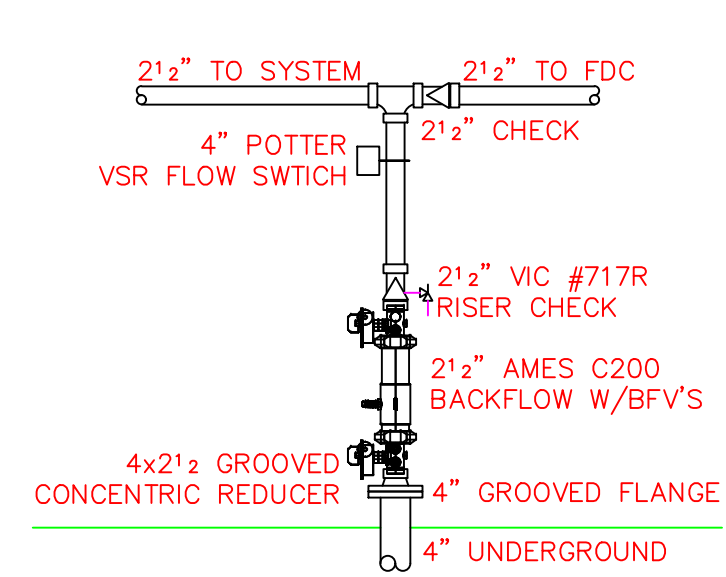 2½" TO SYSTEM
2½" TO FDC
2½" CHECK
4" POTTER
VSR FLOW SWTICH
2½" VIC #717R
RISER CHECK
2½" AMES C200
BACKFLOW W/BFV'S
4x2½ GROOVED
CONCENTRIC REDUCER
4" GROOVED FLANGE
4" UNDERGROUND